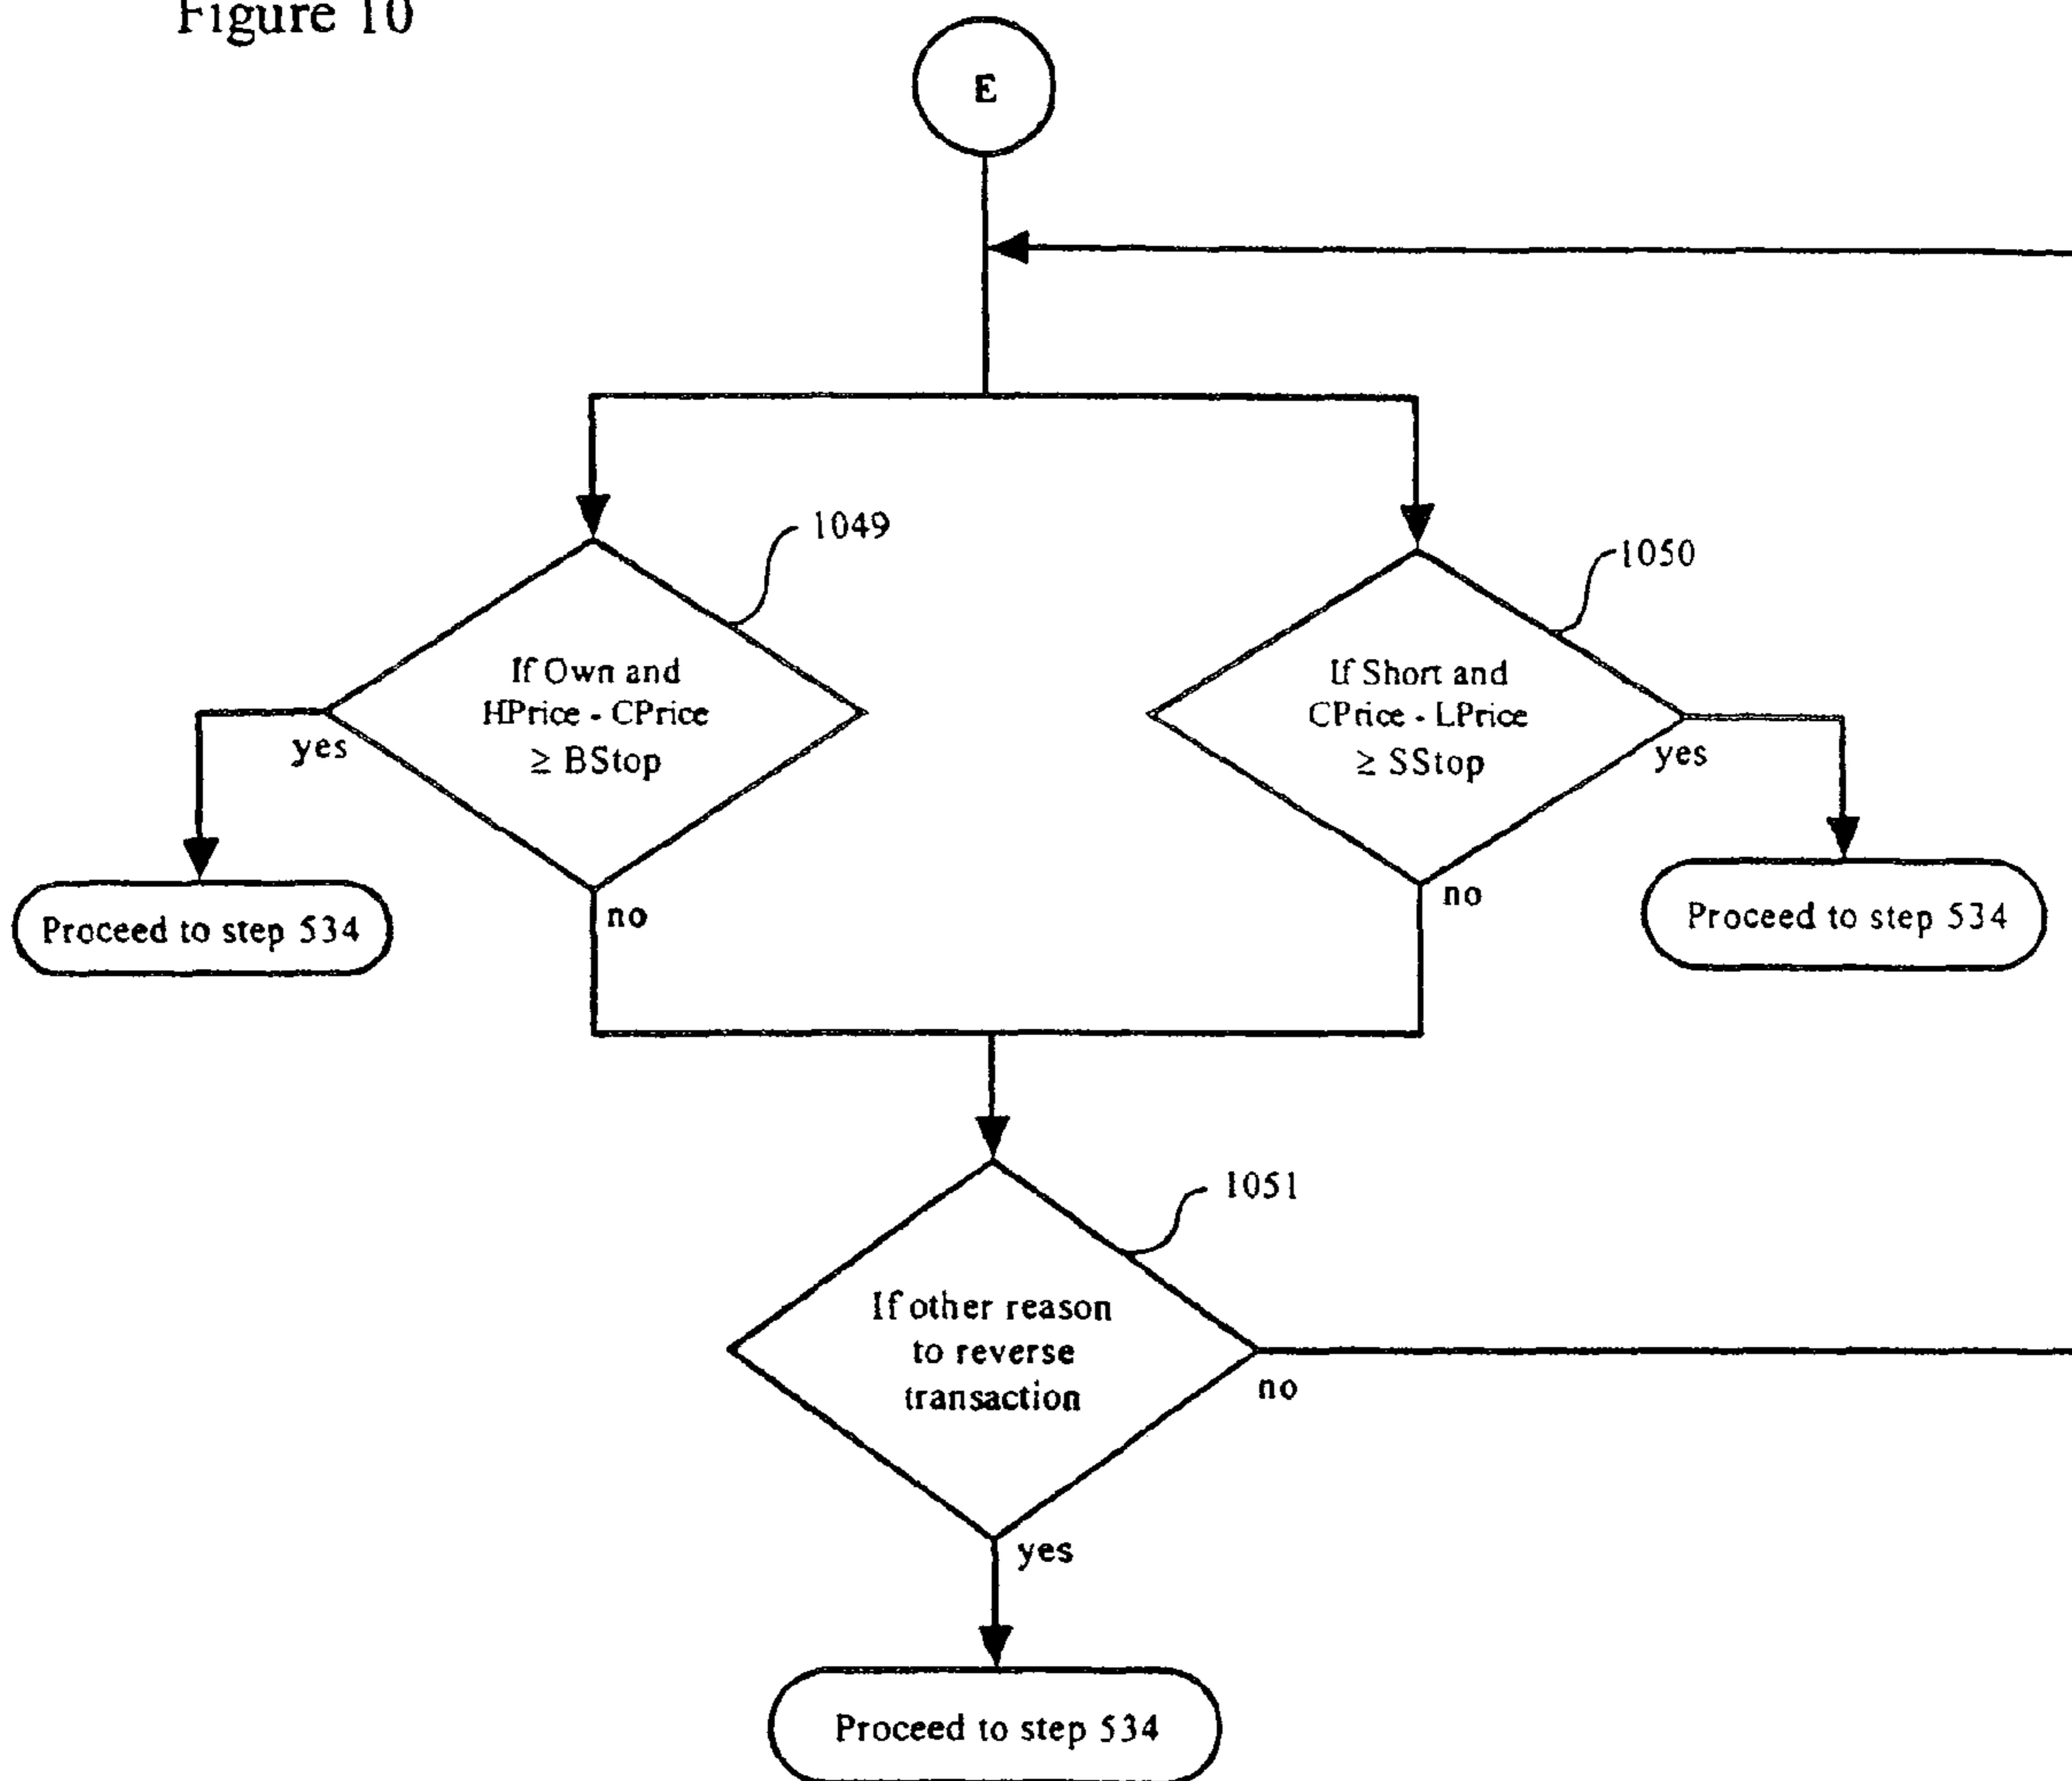 Figure 10
E
1049
1050
If Own and
HPrice - CPrice
≥ BStop
If Short and
CPrice - LPrice
≥ SStop
yes
yes
no
no
Proceed to step 534
Proceed to step 534
1051
If other reason
to reverse
transaction
no
yes
Proceed to step 534